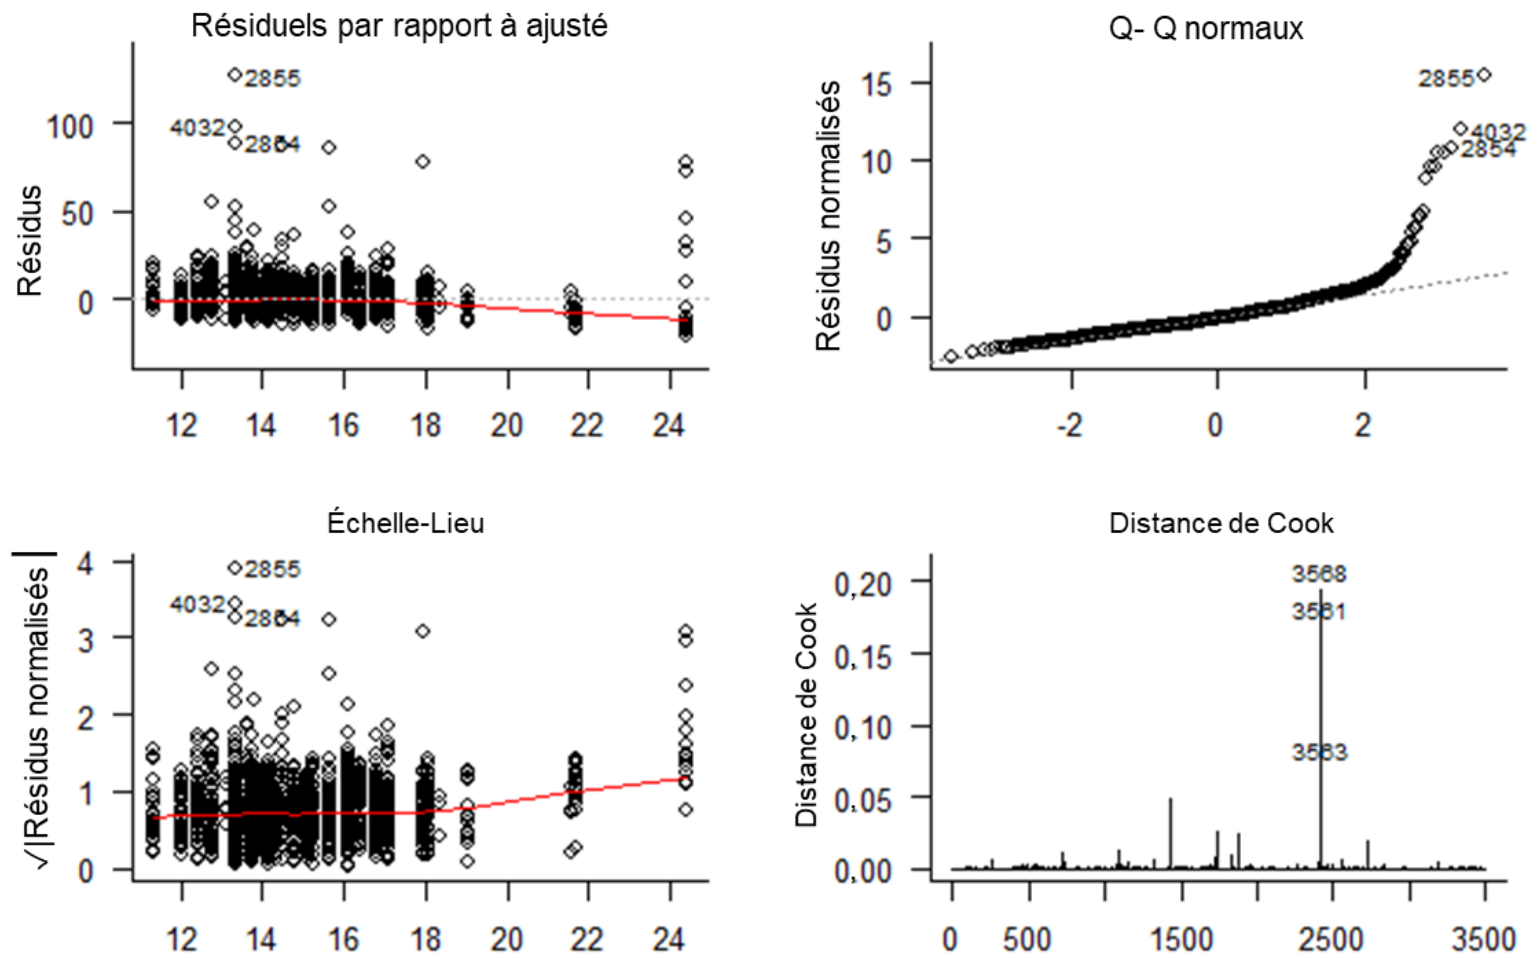 Résiduels par rapport à ajusté
Résidus
100
50
0
2855
4032
2854
12 14 16 18 20 22 24
Q- Q normaux
Résidus normalisés
15
10
5
0
2855
4032
2854
-2 0 2
Échelle-Lieu
√|Résidus normalisés|
4
3
2
1
0
2855
4032
2854
12 14 16 18 20 22 24
Distance de Cook
Distance de Cook
0,20
0,15
0,10
0,05
0,00
3568
3561
3563
0 500 1500 2500 3500